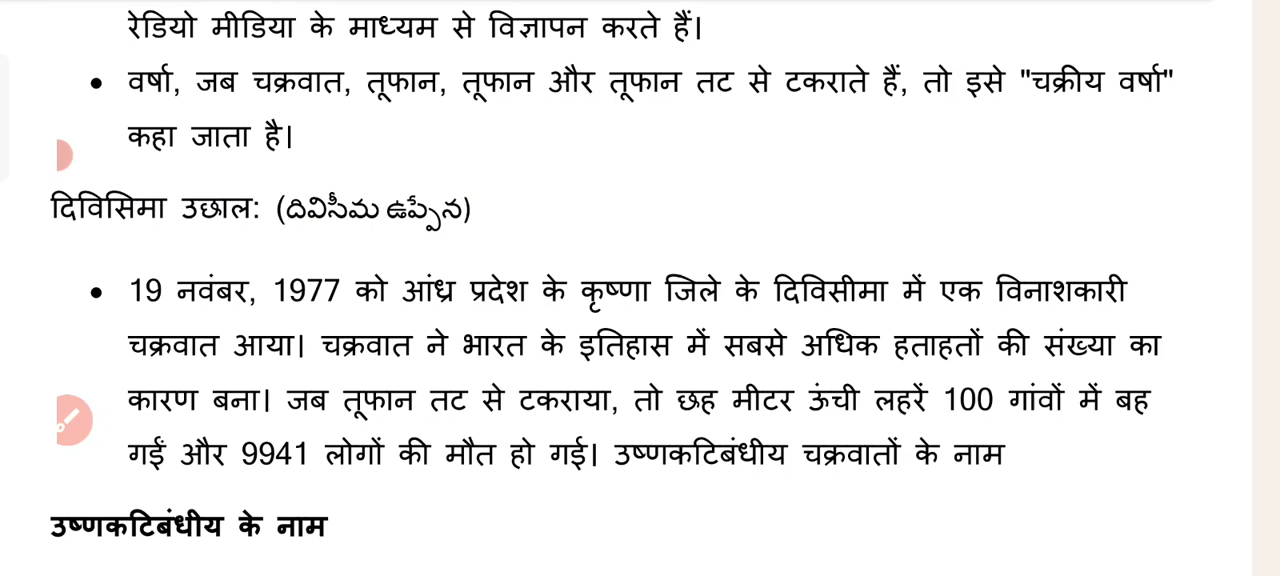 रेडियो मीडिया के माध्यम से विज्ञापन करते हैं।
• वर्षा, जब चक्रवात, तूफान, तूफान और तूफान तट से टकराते हैं, तो इसे "चक्रीय वर्षा"
कहा जाता है।
दिविसिमा उछाल: (దివిసీమ ఉప్పెన)
• 19 नवंबर, 1977 को आंध्र प्रदेश के कृष्णा जिले के दिविसीमा में एक विनाशकारी
चक्रवात आया। चक्रवात ने भारत के इतिहास में सबसे अधिक हताहतों की संख्या का
कारण बना। जब तूफान तट से टकराया, तो छह मीटर ऊंची लहरें 100 गांवों में बह
गईं और 9941 लोगों की मौत हो गई। उष्णकटिबंधीय चक्रवातों के नाम
उष्णकटिबंधीय के नाम